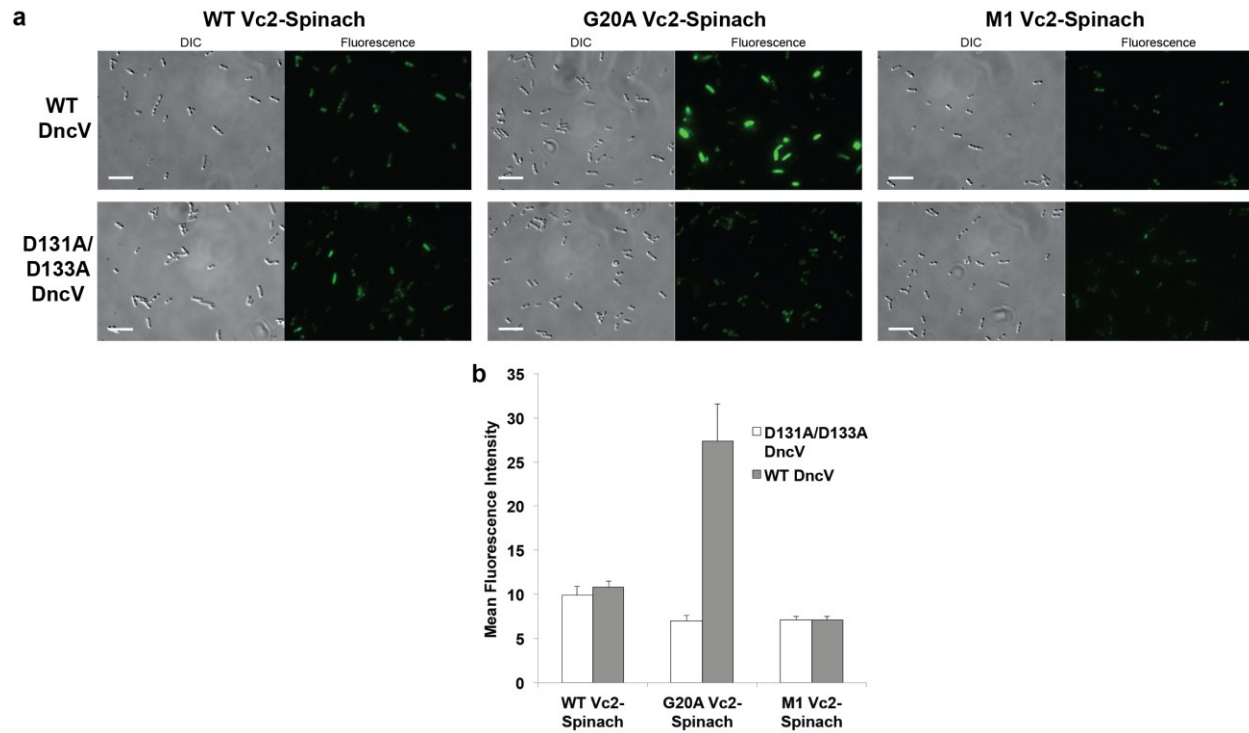 a
WT Vc2-Spinach
G20A Vc2-Spinach
M1 Vc2-Spinach
DIC
Fluorescence
DIC
Fluorescence
DIC
Fluorescence
WT
DncV
D131A/
D133A
DncV
b
Mean Fluorescence Intensity
35
30
25
20
15
10
5
0
D131A/D133A
DncV
WT DncV
WT Vc2-
Spinach
G20A Vc2-
Spinach
M1 Vc2-
Spinach